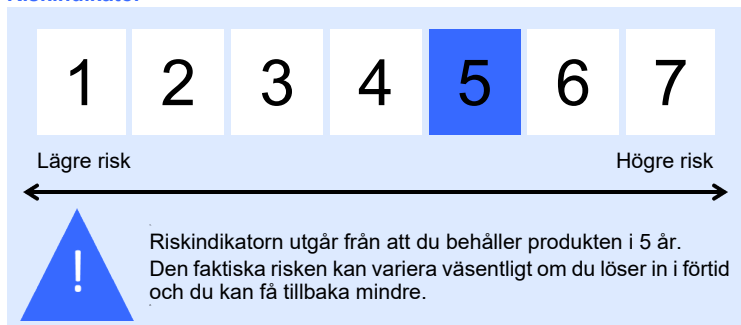 Riskindikator
1 2 3 4 5 6 7
Lägre risk Högre risk
!
Riskindikatorn utgår från att du behåller produkten i 5 år.
Den faktiska risken kan variera väsentligt om du löser in i förtid
och du kan få tillbaka mindre.